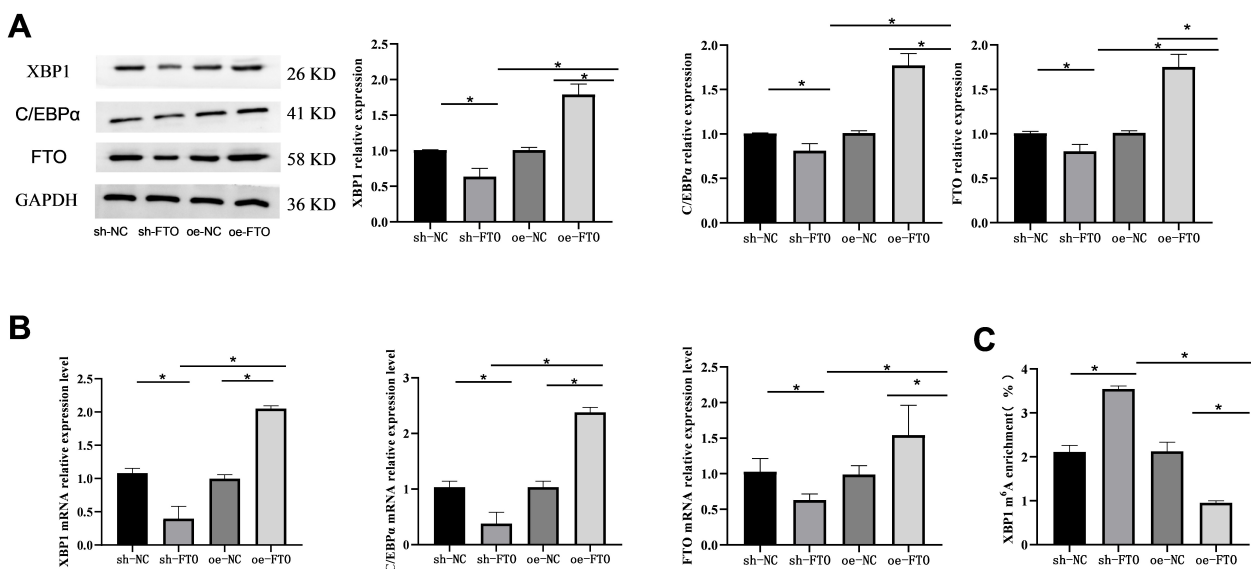 A
XBP1
26 KD
C/EBPα
41 KD
FTO
58 KD
GAPDH
36 KD
sh-NC sh-FTO oe-NC oe-FTO
XBP1 relative expression
2.5
2.0
1.5
1.0
0.5
0.0
* * *
sh-NC sh-FTO oe-NC oe-FTO
C/EBPα relative expression
2.0
1.5
1.0
0.5
0.0
* * *
sh-NC sh-FTO oe-NC oe-FTO
FTO relative expression
2.0
1.5
1.0
0.5
0.0
* * *
sh-NC sh-FTO oe-NC oe-FTO
B
XBP1 mRNA relative expression level
2.5
2.0
1.5
1.0
0.5
0.0
* * *
sh-NC sh-FTO oe-NC oe-FTO
C/EBPα mRNA relative expression level
3
2
1
0
* * *
sh-NC sh-FTO oe-NC oe-FTO
FTO mRNA relative expression level
2.5
2.0
1.5
1.0
0.5
0.0
* * *
sh-NC sh-FTO oe-NC oe-FTO
C
XBP1 m⁶A enrichment( %)
4
3
2
1
0
* * *
sh-NC sh-FTO oe-NC oe-FTO